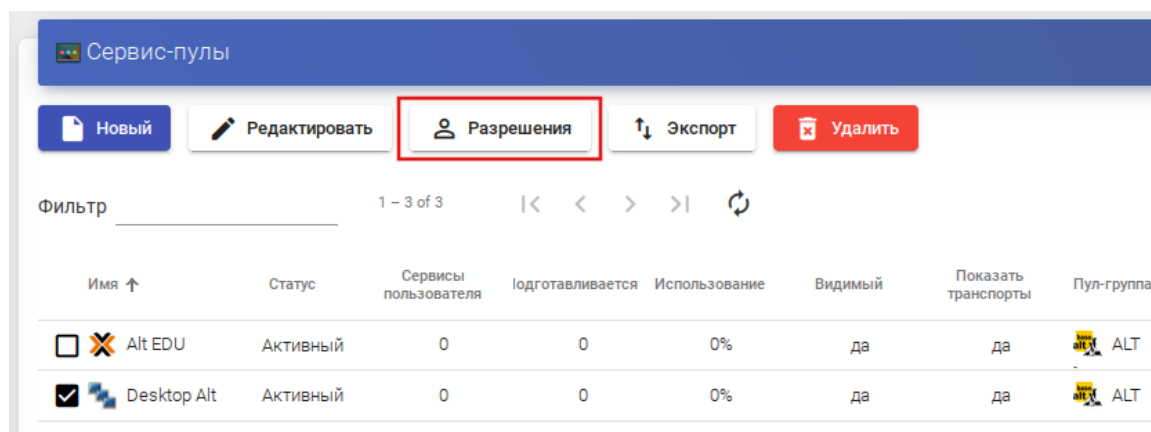 Сервис-пулы
Новый Редактировать Разрешения Экспорт Удалить
Фильтр 1 – 3 of 3
Имя Статус Сервисы пользователя Подготавливается Использование Видимый Показать транспорты Пул-группа
Alt EDU Активный 0 0 0% да да ALT
Desktop Alt Активный 0 0 0% да да ALT